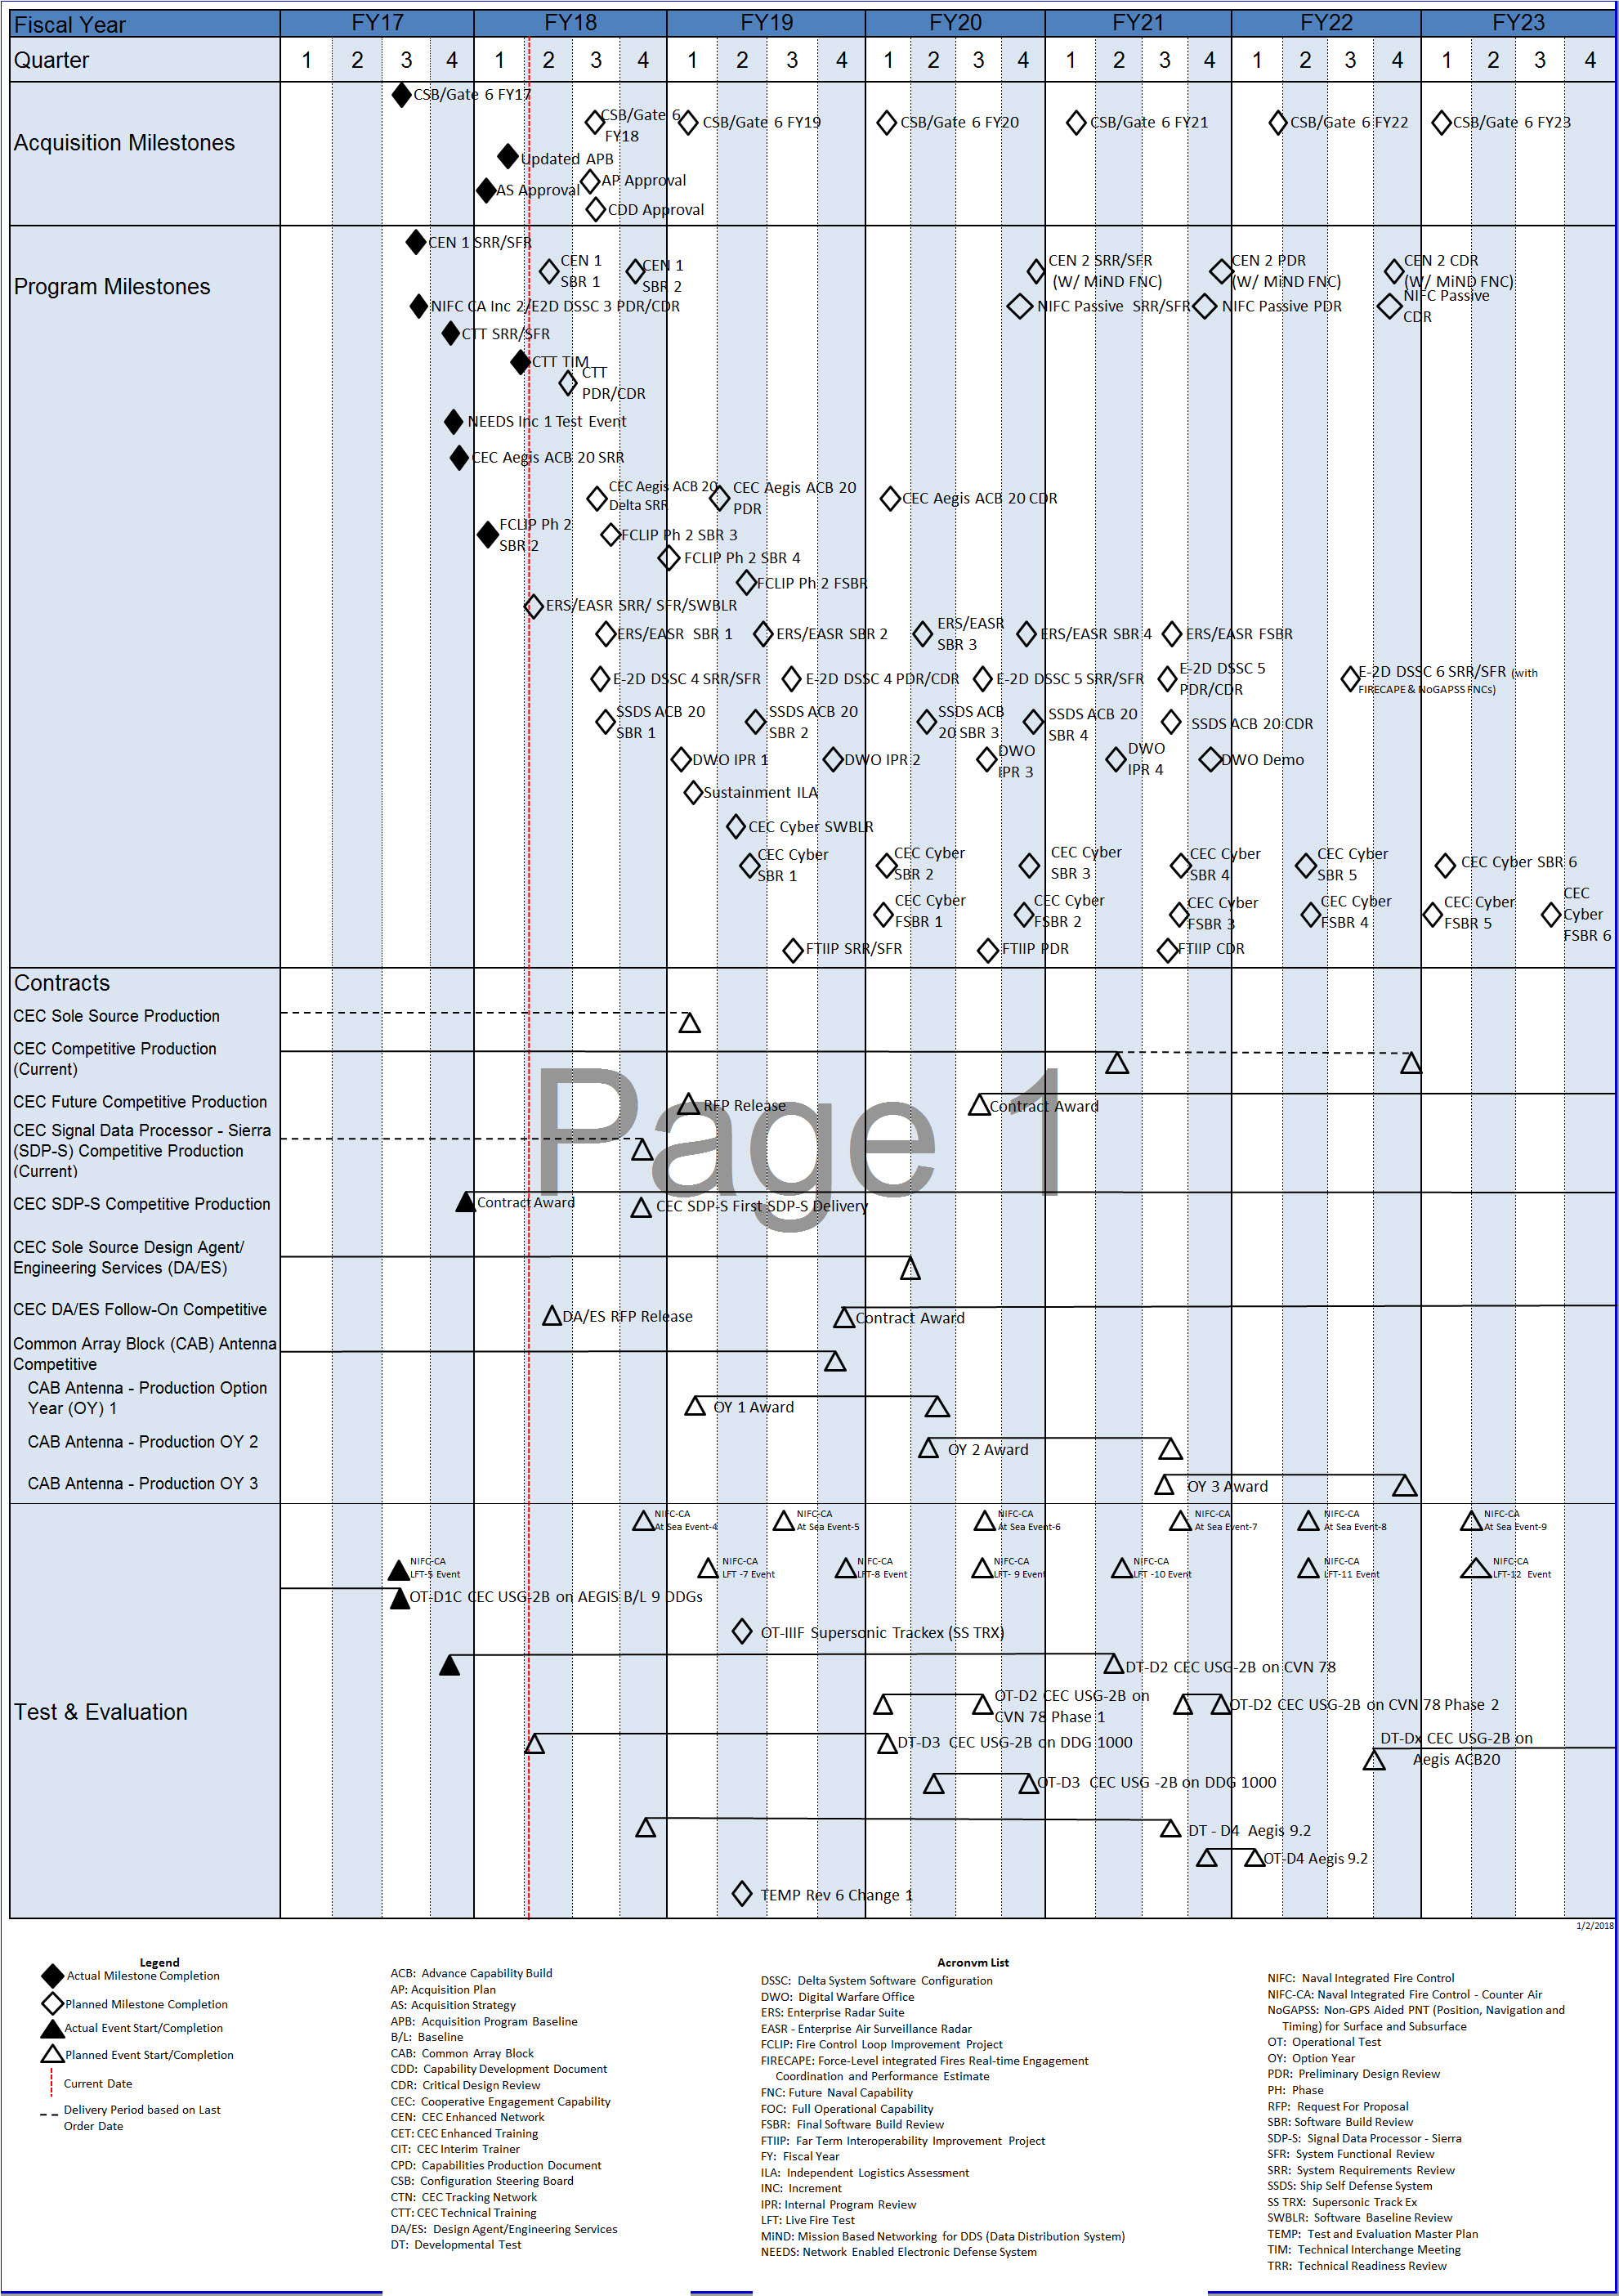 Fiscal Year FY17 FY18 FY19 FY20 FY21 FY22 FY23
Quarter 1 2 3 4 1 2 3 4 1 2 3 4 1 2 3 4 1 2 3 4 1 2 3 4 1 2 3 4
Acquisition Milestones
CSB/Gate 6 FY17
CSB/Gate 6
FY18
CSB/Gate 6 FY19
CSB/Gate 6 FY20
CSB/Gate 6 FY21
CSB/Gate 6 FY22
CSB/Gate 6 FY23
Updated APB
AS Approval
AP Approval
CDD Approval
Program Milestones
CEN 1 SRR/SFR
CEN 1
SBR 1
CEN 1
SBR 2
CEN 2 SRR/SFR
(W/ MiND FNC)
CEN 2 PDR
(W/ MiND FNC)
CEN 2 CDR
(W/ MiND FNC)
NIFC CA Inc 2/E2D DSSC 3 PDR/CDR
NIFC Passive SRR/SFR
NIFC Passive PDR
NIFC Passive
CDR
CTT SRR/SFR
CTT TIM
CTT
PDR/CDR
NEEDS Inc 1 Test Event
CEC Aegis ACB 20 SRR
CEC Aegis ACB 20
Delta SRR
CEC Aegis ACB 20
PDR
CEC Aegis ACB 20 CDR
FCLIP Ph 2
SBR 2
FCLIP Ph 2 SBR 3
FCLIP Ph 2 SBR 4
FCLIP Ph 2 FSBR
ERS/EASR SRR/ SFR/SWBLR
ERS/EASR SBR 1
ERS/EASR SBR 2
ERS/EASR
SBR 3
ERS/EASR SBR 4
ERS/EASR FSBR
E-2D DSSC 4 SRR/SFR
E-2D DSSC 4 PDR/CDR
E-2D DSSC 5 SRR/SFR
E-2D DSSC 5
PDR/CDR
E-2D DSSC 6 SRR/SFR (with
FIRECAPE & NoGAPSS FNCs)
SSDS ACB 20
SBR 1
SSDS ACB 20
SBR 2
SSDS ACB
20 SBR 3
SSDS ACB 20
SBR 4
SSDS ACB 20 CDR
DWO IPR 1
DWO IPR 2
DWO
IPR 3
DWO
IPR 4
DWO Demo
Sustainment ILA
CEC Cyber SWBLR
CEC Cyber
SBR 1
CEC Cyber
SBR 2
CEC Cyber
SBR 3
CEC Cyber
SBR 4
CEC Cyber
SBR 5
CEC Cyber SBR 6
CEC Cyber
FSBR 1
CEC Cyber
FSBR 2
CEC Cyber
FSBR 3
CEC Cyber
FSBR 4
CEC Cyber
FSBR 5
CEC
Cyber
FSBR 6
FTIIP SRR/SFR
FTIIP PDR
FTIIP CDR
Contracts
CEC Sole Source Production
CEC Competitive Production
(Current)
CEC Future Competitive Production
RFP Release
Contract Award
Page 1
CEC Signal Data Processor - Sierra
(SDP-S) Competitive Production
(Current)
CEC SDP-S Competitive Production
Contract Award
CEC SDP-S First SDP-S Delivery
CEC Sole Source Design Agent/
Engineering Services (DA/ES)
CEC DA/ES Follow-On Competitive
DA/ES RFP Release
Contract Award
Common Array Block (CAB) Antenna
Competitive
CAB Antenna - Production Option
Year (OY) 1
OY 1 Award
CAB Antenna - Production OY 2
OY 2 Award
CAB Antenna - Production OY 3
OY 3 Award
Test & Evaluation
NIFC-CA
At Sea Event-4
NIFC-CA
At Sea Event-5
NIFC-CA
At Sea Event-6
NIFC-CA
At Sea Event-7
NIFC-CA
At Sea Event-8
NIFC-CA
At Sea Event-9
NIFC-CA
LFT-5 Event
NIFC-CA
LFT -7 Event
NIFC-CA
LFT-8 Event
NIFC-CA
LFT- 9 Event
NIFC-CA
LFT -10 Event
NIFC-CA
LFT-11 Event
NIFC-CA
LFT-12 Event
OT-D1C CEC USG-2B on AEGIS B/L 9 DDGs
OT-IIIF Supersonic Trackex (SS TRX)
DT-D2 CEC USG-2B on CVN 78
OT-D2 CEC USG-2B on
CVN 78 Phase 1
OT-D2 CEC USG-2B on CVN 78 Phase 2
DT-D3 CEC USG-2B on DDG 1000
DT-Dx CEC USG-2B on
Aegis ACB20
OT-D3 CEC USG -2B on DDG 1000
DT - D4 Aegis 9.2
OT-D4 Aegis 9.2
TEMP Rev 6 Change 1
1/2/2018
Legend
Actual Milestone Completion
Planned Milestone Completion
Actual Event Start/Completion
Planned Event Start/Completion
Current Date
Delivery Period based on Last
Order Date
Acronym List
ACB: Advance Capability Build
AP: Acquisition Plan
AS: Acquisition Strategy
APB: Acquisition Program Baseline
B/L: Baseline
CAB: Common Array Block
CDD: Capability Development Document
CDR: Critical Design Review
CEC: Cooperative Engagement Capability
CEN: CEC Enhanced Network
CET: CEC Enhanced Training
CIT: CEC Interim Trainer
CPD: Capabilities Production Document
CSB: Configuration Steering Board
CTN: CEC Tracking Network
CTT: CEC Technical Training
DA/ES: Design Agent/Engineering Services
DT: Developmental Test
DSSC: Delta System Software Configuration
DWO: Digital Warfare Office
ERS: Enterprise Radar Suite
EASR - Enterprise Air Surveillance Radar
FCLIP: Fire Control Loop Improvement Project
FIRECAPE: Force-Level integrated Fires Real-time Engagement
Coordination and Performance Estimate
FNC: Future Naval Capability
FOC: Full Operational Capability
FSBR: Final Software Build Review
FTIIP: Far Term Interoperability Improvement Project
FY: Fiscal Year
ILA: Independent Logistics Assessment
INC: Increment
IPR: Internal Program Review
LFT: Live Fire Test
MiND: Mission Based Networking for DDS (Data Distribution System)
NEEDS: Network Enabled Electronic Defense System
NIFC: Naval Integrated Fire Control
NIFC-CA: Naval Integrated Fire Control - Counter Air
NoGAPSS: Non-GPS Aided PNT (Position, Navigation and
Timing) for Surface and Subsurface
OT: Operational Test
OY: Option Year
PDR: Preliminary Design Review
PH: Phase
RFP: Request For Proposal
SBR: Software Build Review
SDP-S: Signal Data Processor - Sierra
SFR: System Functional Review
SRR: System Requirements Review
SSDS: Ship Self Defense System
SS TRX: Supersonic Track Ex
SWBLR: Software Baseline Review
TEMP: Test and Evaluation Master Plan
TIM: Technical Interchange Meeting
TRR: Technical Readiness Review